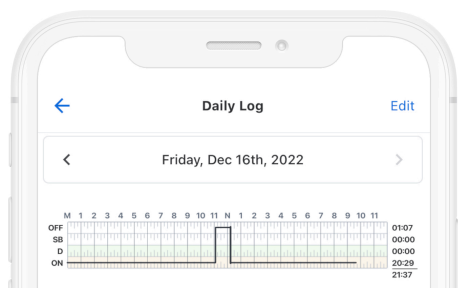 Daily Log
Edit
Friday, Dec 16th, 2022
M 1 2 3 4 5 6 7 8 9 10 11 N 1 2 3 4 5 6 7 8 9 10 11
OFF 01:07
SB 00:00
D 00:00
ON 20:29
21:37